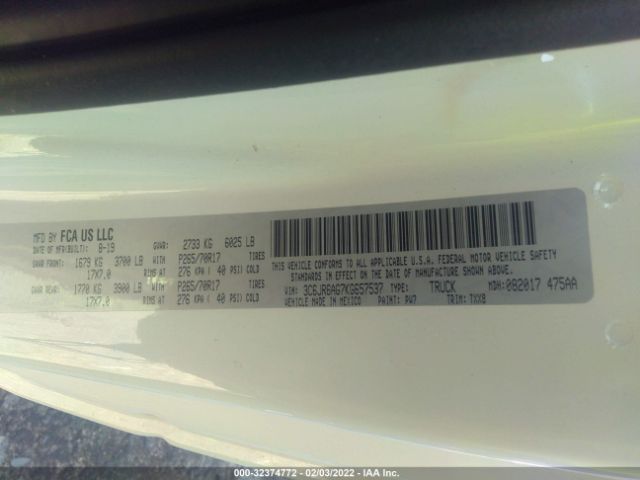 MFD BY FCA US LLC
DATE OF MFR(BUILT): 8-19 GVWR: 2733 KG 6025 LB
GAWR FRONT: 1679 KG 3700 LB WITH P265/70R17 TIRES
17X7.0 RIMS AT 276 KPA ( 40 PSI) COLD
GAWR REAR: 1770 KG 3900 LB WITH P265/70R17 TIRES
17X7.0 RIMS AT 276 KPA ( 40 PSI) COLD
THIS VEHICLE CONFORMS TO ALL APPLICABLE U.S.A. FEDERAL MOTOR VEHICLE SAFETY
STANDARDS IN EFFECT ON THE DATE OF MANUFACTURE SHOWN ABOVE.
VIN: 3C6JR6AG7KG657537 TYPE: TRUCK MDH: 082017 475AA
MADE IN MEXICO PAINT: PW7 TRIM: TXX8
000-32374772 - 02/03/2022 - IAA Inc.